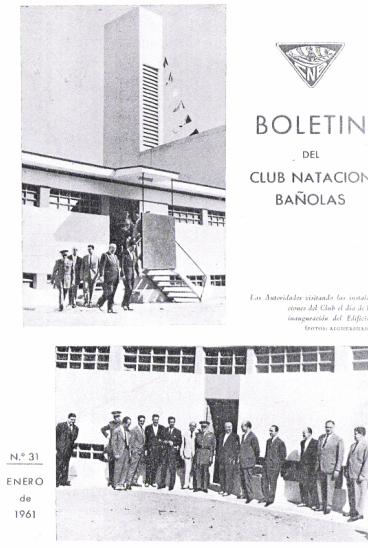 CNB
BOLETIN
DEL
CLUB NATACION
BAÑOLAS
Las Autoridades visitando las instala-
ciones del Club el día de l
inauguración del Edificio
N.º 31
ENERO
de
1961